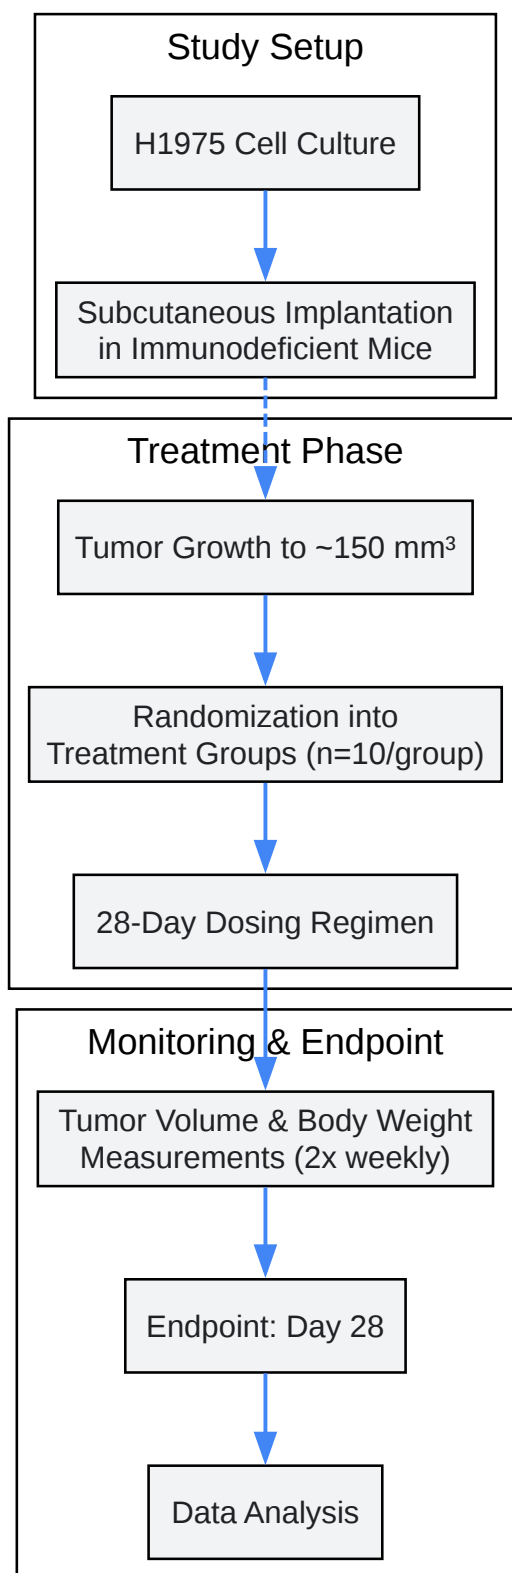 Study Setup
H1975 Cell Culture
Subcutaneous Implantation
in Immunodeficient Mice
Treatment Phase
Tumor Growth to ~150 mm³
Randomization into
Treatment Groups (n=10/group)
28-Day Dosing Regimen
Monitoring & Endpoint
Tumor Volume & Body Weight
Measurements (2x weekly)
Endpoint: Day 28
Data Analysis